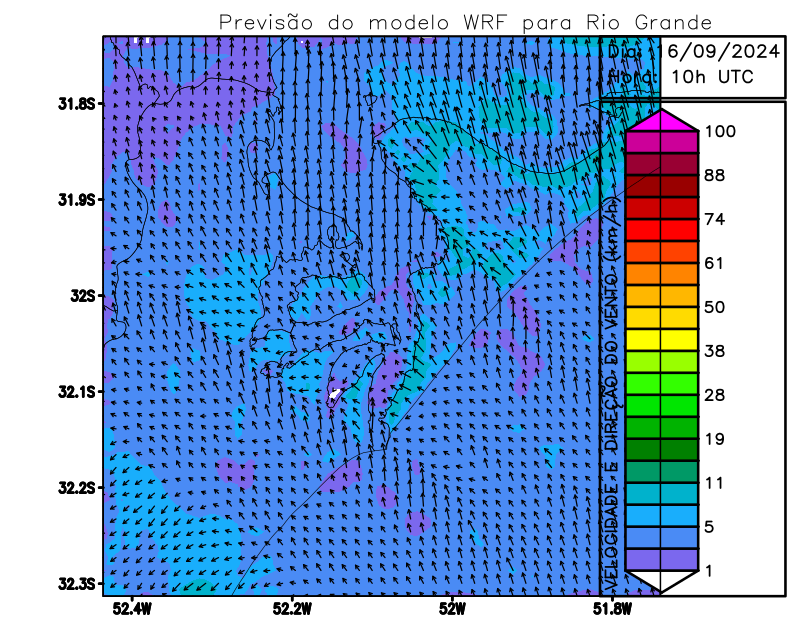 Previsão do modelo WRF para Rio Grande
Dia: 16/09/2024
Hora: 10h UTC
31.8S
31.9S
32S
32.1S
32.2S
32.3S
52.4W
52.2W
52W
51.8W
VELOCIDADE E DIREÇÃO DO VENTO (km/h)
100
88
74
61
50
38
28
19
11
5
1